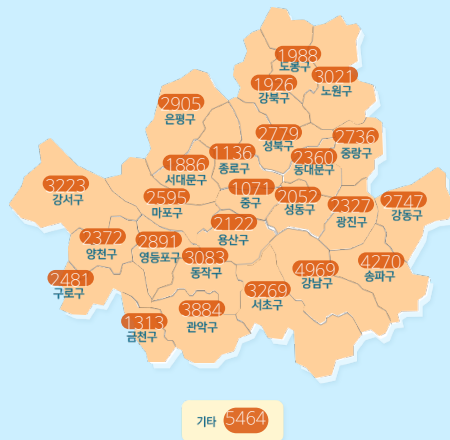 1988
도봉구
1926
강북구
3021
노원구
2905
은평구
2779
성북구
2736
중랑구
1136
종로구
2360
동대문구
1886
서대문구
3223
강서구
2595
마포구
1071
중구
2052
성동구
2327
광진구
2747
강동구
2122
용산구
2372
양천구
2891
영등포구
3083
동작구
4969
강남구
4270
송파구
2481
구로구
3269
서초구
1313
금천구
3884
관악구
기타 5464